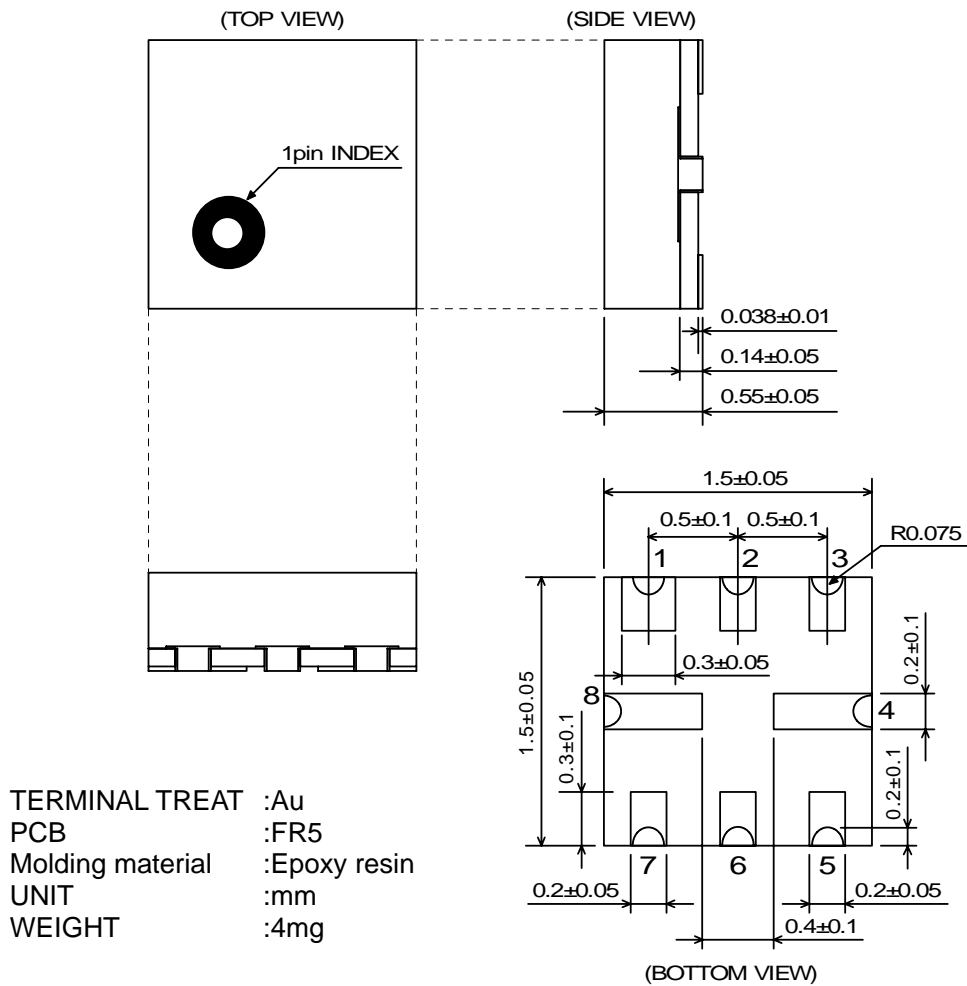 (TOP VIEW)
(SIDE VIEW)
1pin INDEX
0.038±0.01
0.14±0.05
0.55±0.05
1.5±0.05
0.5±0.1 0.5±0.1
R0.075
1 2 3
0.3±0.05
0.2±0.1
1.5±0.05
8
4
0.3±0.1
0.2±0.1
7 6 5
0.2±0.05
0.2±0.05
0.4±0.1
(BOTTOM VIEW)
TERMINAL TREAT :Au
PCB :FR5
Molding material :Epoxy resin
UNIT :mm
WEIGHT :4mg